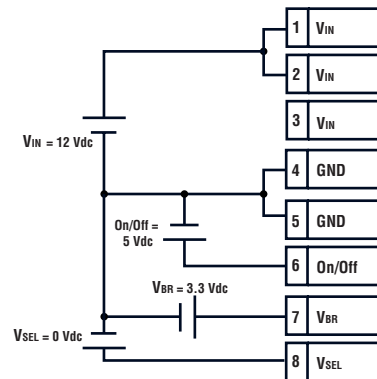 1 VIN
2 VIN
3 VIN
VIN = 12 Vdc
4 GND
5 GND
On/Off =
5 Vdc
6 On/Off
VBR = 3.3 Vdc
7 VBR
VSEL = 0 Vdc
8 VSEL